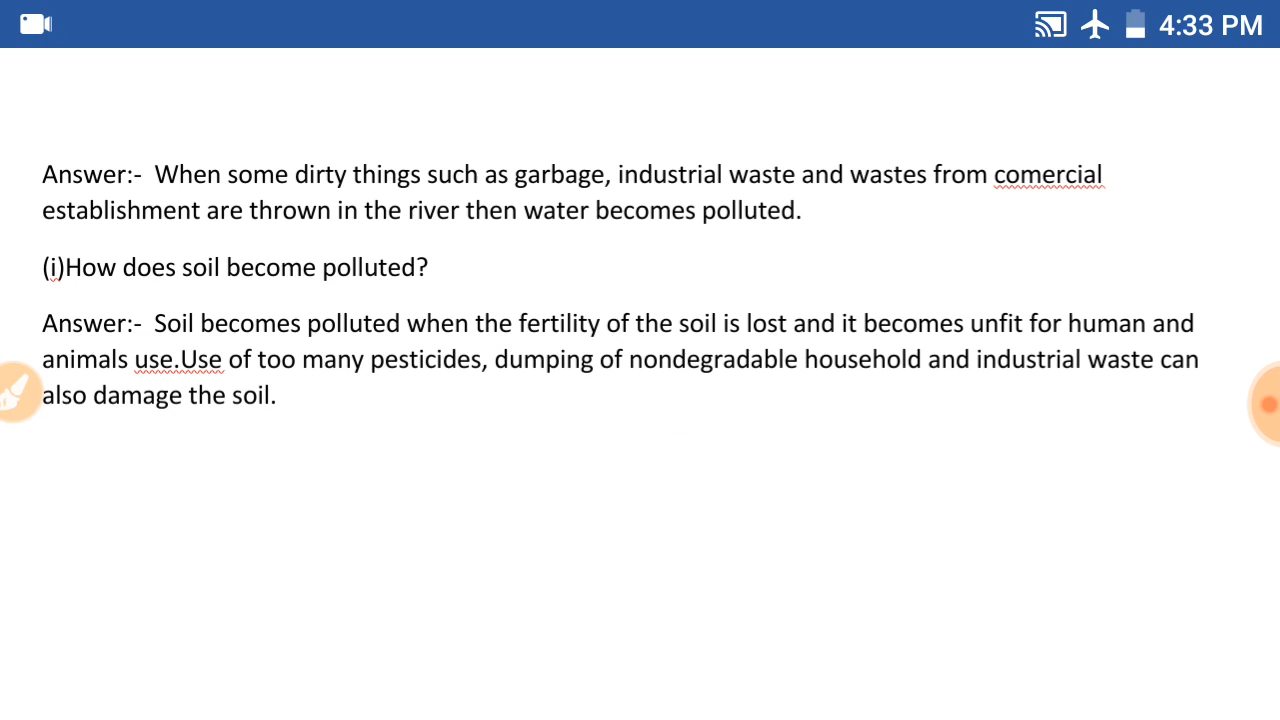 4:33 PM
Answer:-  When some dirty things such as garbage, industrial waste and wastes from comercial
establishment are thrown in the river then water becomes polluted.
(i)How does soil become polluted?
Answer:-  Soil becomes polluted when the fertility of the soil is lost and it becomes unfit for human and
animals use.Use of too many pesticides, dumping of nondegradable household and industrial waste can
also damage the soil.